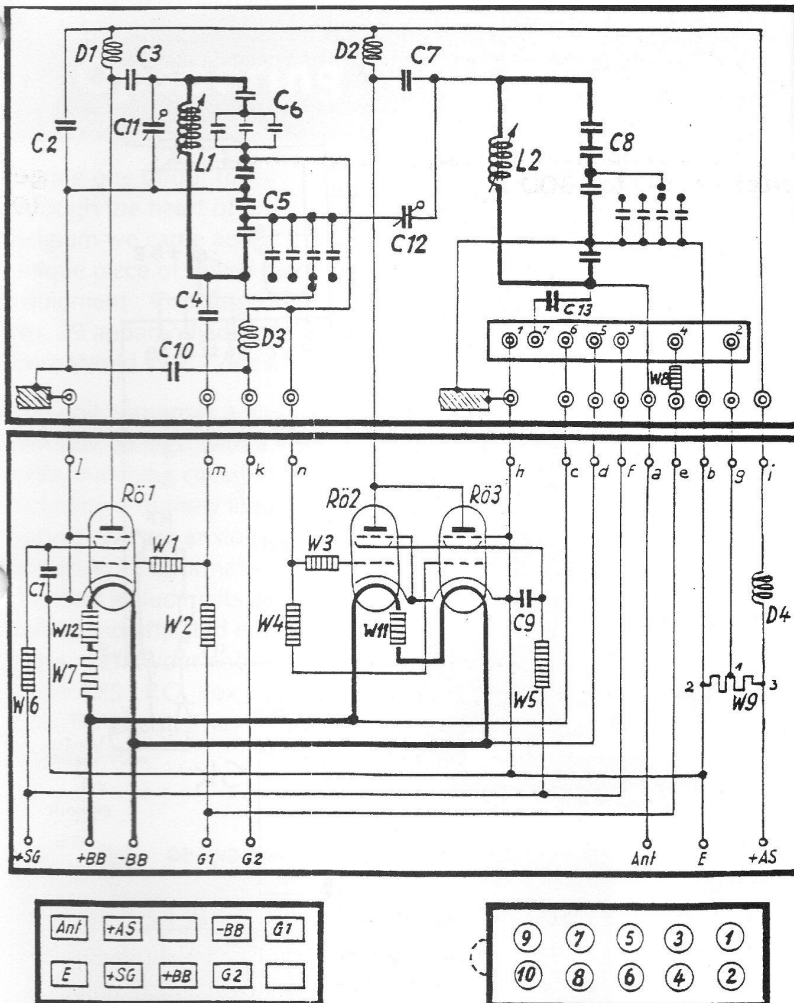 D1 C3 D2 C7
C2 C11 L1 C6 L2 C8
C5 C12
C4 D3 C13
C10
1 7 6 5 3 4 2
W8
l m k n h c d f a e b g i
Rö1 Rö2 Rö3
W1 W3
C1 W12 W2 W4 W11 C9 D4
W6 W7 W5 2 1 W9 3
+SG +BB -BB G1 G2 Ant E +AS
Ant +AS -BB G1
E +SG +BB G2
9 7 5 3 1
10 8 6 4 2